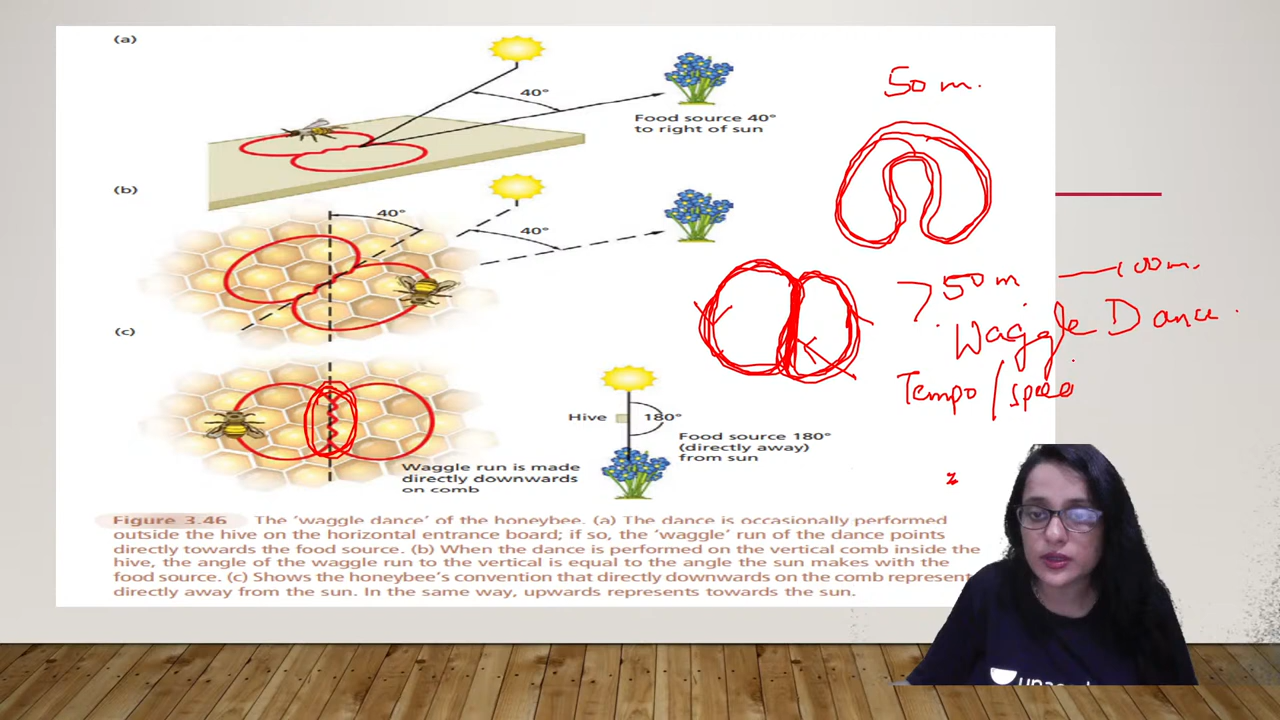 (a)
40°
Food source 40°
to right of sun
50 m.
(b)
40°
40°
>50 m — 100 m.
Waggle Dance.
Tempo / speed
(c)
Hive
180°
Food source 180°
(directly away)
from sun
Waggle run is made
directly downwards
on comb
Figure 3.46 The 'waggle dance' of the honeybee. (a) The dance is occasionally performed
outside the hive on the horizontal entrance board; if so, the 'waggle' run of the dance points
directly towards the food source. (b) When the dance is performed on the vertical comb inside the
hive, the angle of the waggle run to the vertical is equal to the angle the sun makes with the
food source. (c) Shows the honeybee's convention that directly downwards on the comb represent
directly away from the sun. In the same way, upwards represents towards the sun.